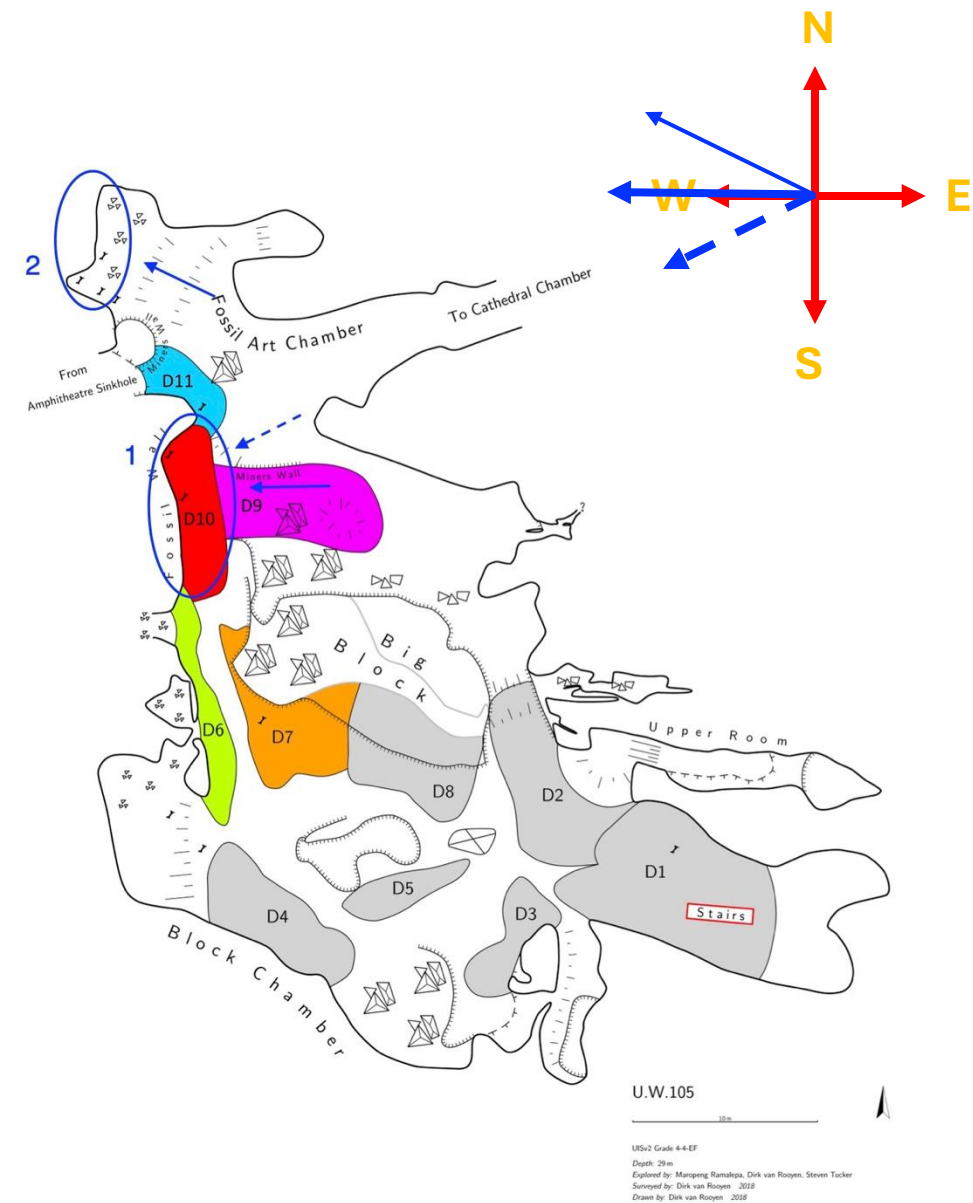 N
W
E
S
2
Fossil Art Chamber
To Cathedral Chamber
Miners Wall
From
Amphitheatre Sinkhole
D11
1
Fossil Wall
Miners Wall
D9
D10
?
Big
Block
D6
D7
D8
D2
Upper Room
D1
Stairs
D5
D4
D3
Block Chamber
U.W.105
10m
UISv2 Grade 4-4-EF
Depth: 29m
Explored by: Maropeng Ramalepa, Dirk van Rooyen, Steven Tucker
Surveyed by: Dirk van Rooyen 2018
Drawn by: Dirk van Rooyen 2018